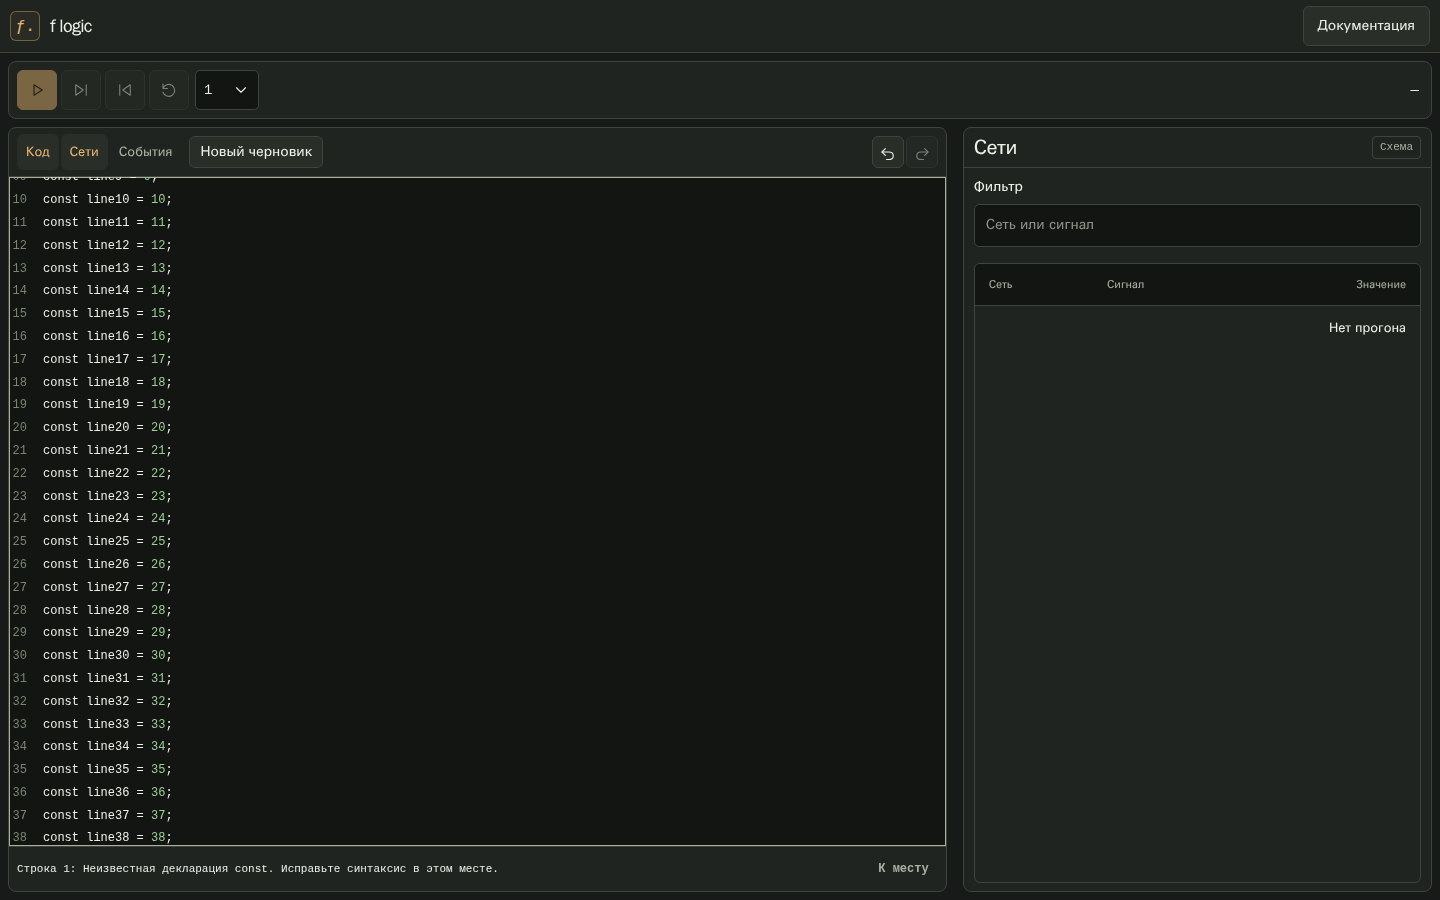 f. f logic
Документация
1
–
Код Сети События Новый черновик
10 const line10 = 10;
11 const line11 = 11;
12 const line12 = 12;
13 const line13 = 13;
14 const line14 = 14;
15 const line15 = 15;
16 const line16 = 16;
17 const line17 = 17;
18 const line18 = 18;
19 const line19 = 19;
20 const line20 = 20;
21 const line21 = 21;
22 const line22 = 22;
23 const line23 = 23;
24 const line24 = 24;
25 const line25 = 25;
26 const line26 = 26;
27 const line27 = 27;
28 const line28 = 28;
29 const line29 = 29;
30 const line30 = 30;
31 const line31 = 31;
32 const line32 = 32;
33 const line33 = 33;
34 const line34 = 34;
35 const line35 = 35;
36 const line36 = 36;
37 const line37 = 37;
38 const line38 = 38;
Строка 1: Неизвестная декларация const. Исправьте синтаксис в этом месте.
К месту
Сети
Схема
Фильтр
Сеть или сигнал
Сеть Сигнал Значение
Нет прогона